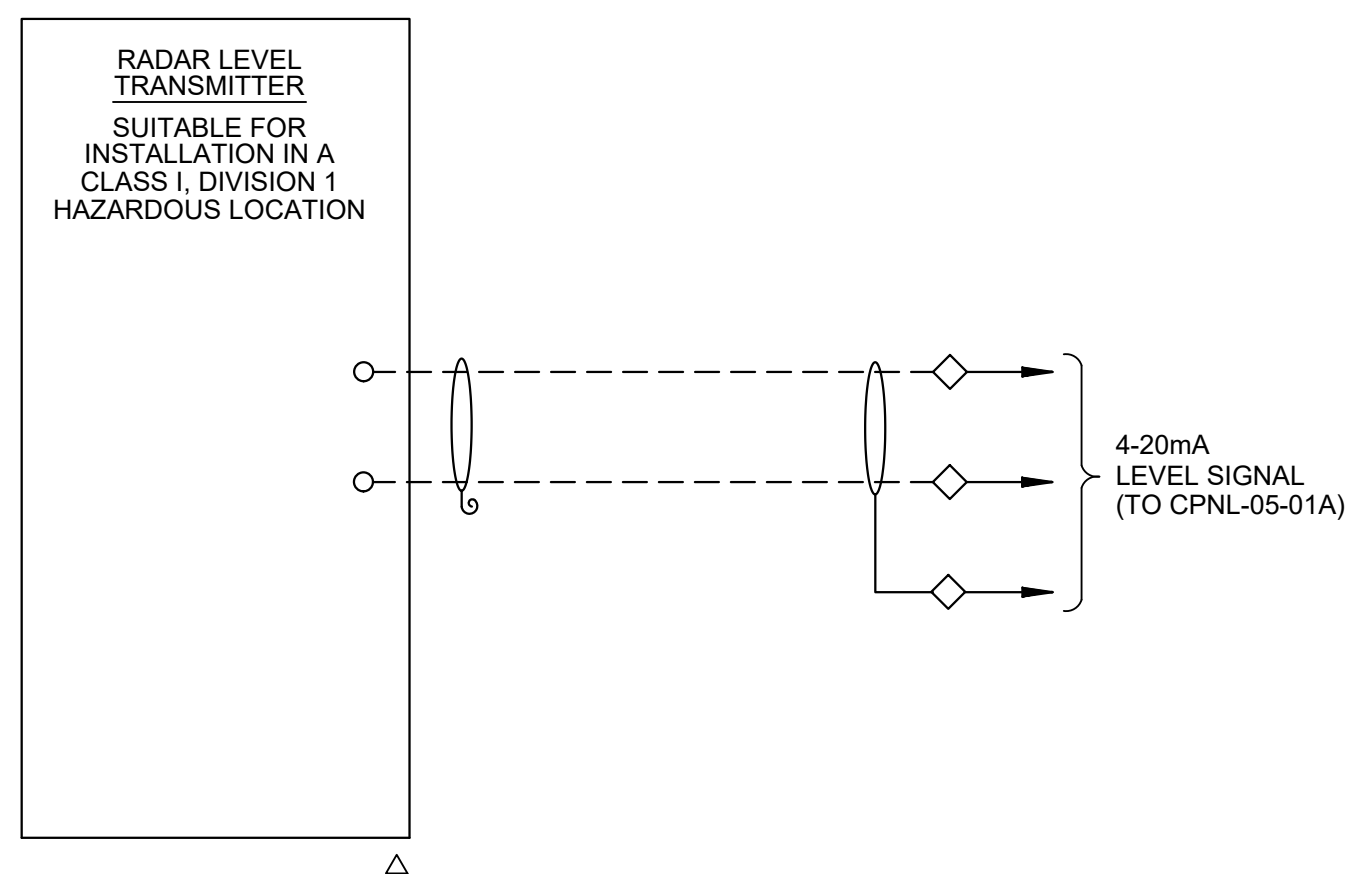 RADAR LEVEL
TRANSMITTER
SUITABLE FOR
INSTALLATION IN A
CLASS I, DIVISION 1
HAZARDOUS LOCATION
4-20mA
LEVEL SIGNAL
(TO CPNL-05-01A)